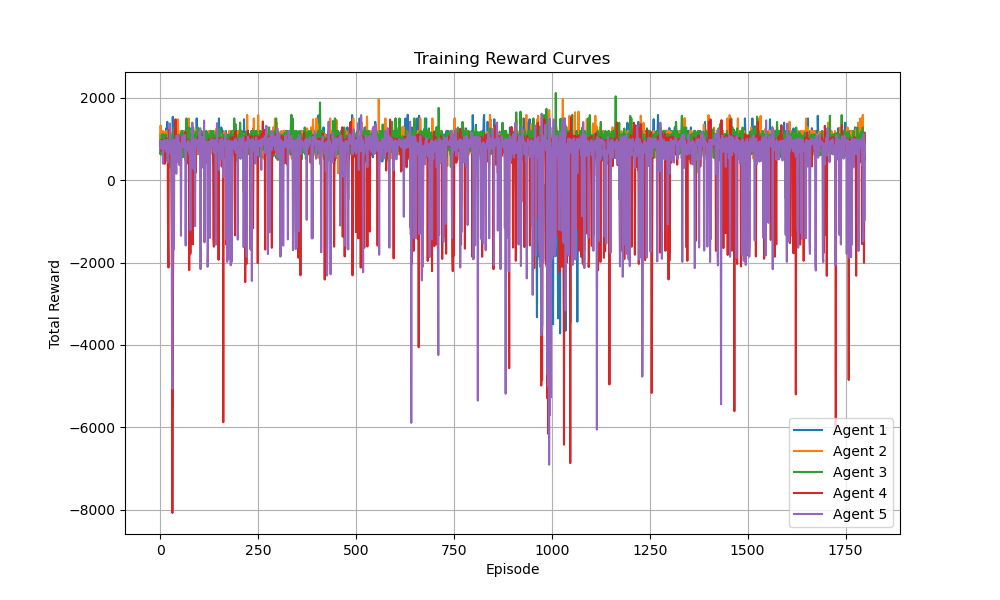 Training Reward Curves
Total Reward
2000
0
−2000
−4000
−6000
−8000
0 250 500 750 1000 1250 1500 1750
Episode
Agent 1
Agent 2
Agent 3
Agent 4
Agent 5